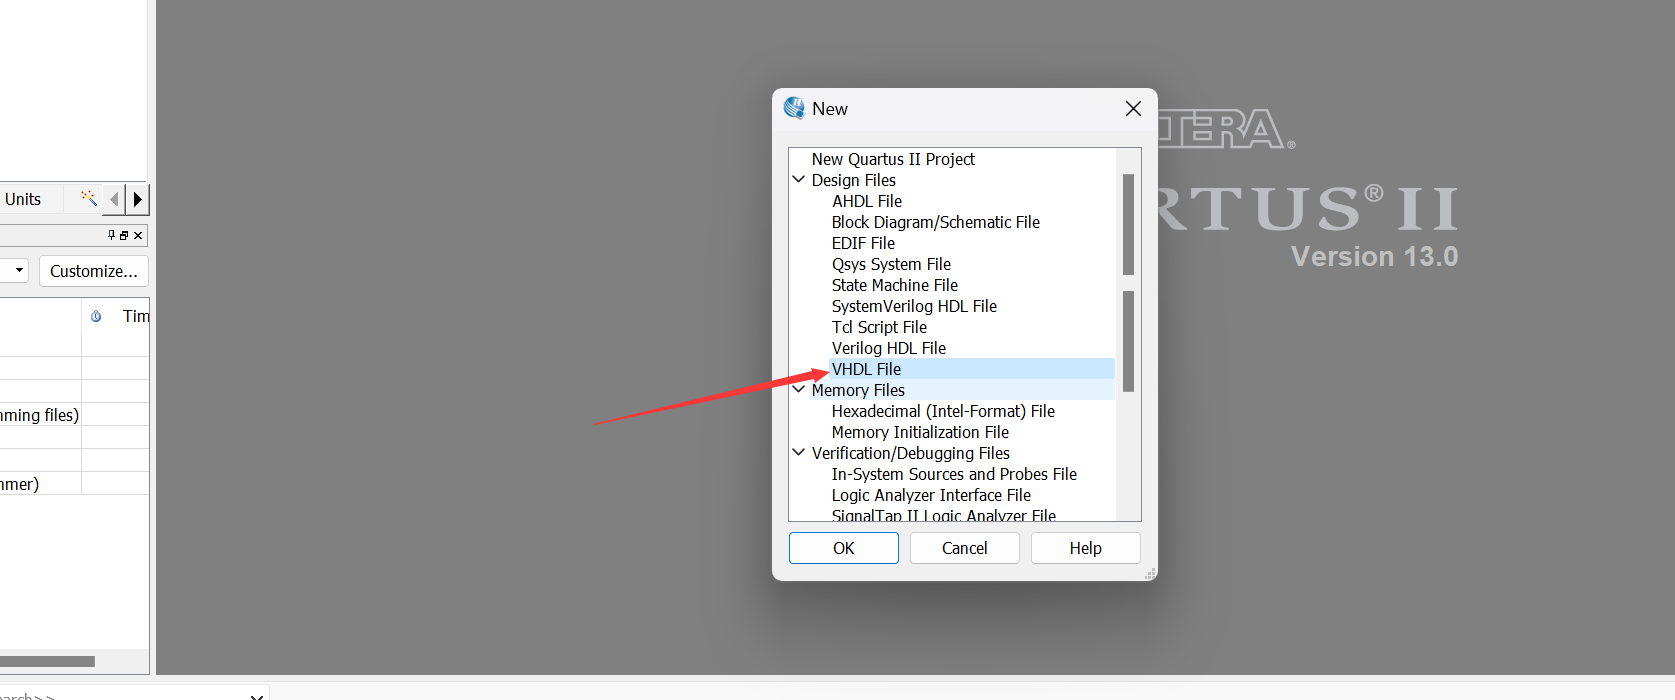 Units
Customize...
Tim
mming files)
mmer)
New
New Quartus II Project
Design Files
AHDL File
Block Diagram/Schematic File
EDIF File
Qsys System File
State Machine File
SystemVerilog HDL File
Tcl Script File
Verilog HDL File
VHDL File
Memory Files
Hexadecimal (Intel-Format) File
Memory Initialization File
Verification/Debugging Files
In-System Sources and Probes File
Logic Analyzer Interface File
SignalTap II Logic Analyzer File
OK
Cancel
Help
TERA®
RTUS® II
Version 13.0
earch>>